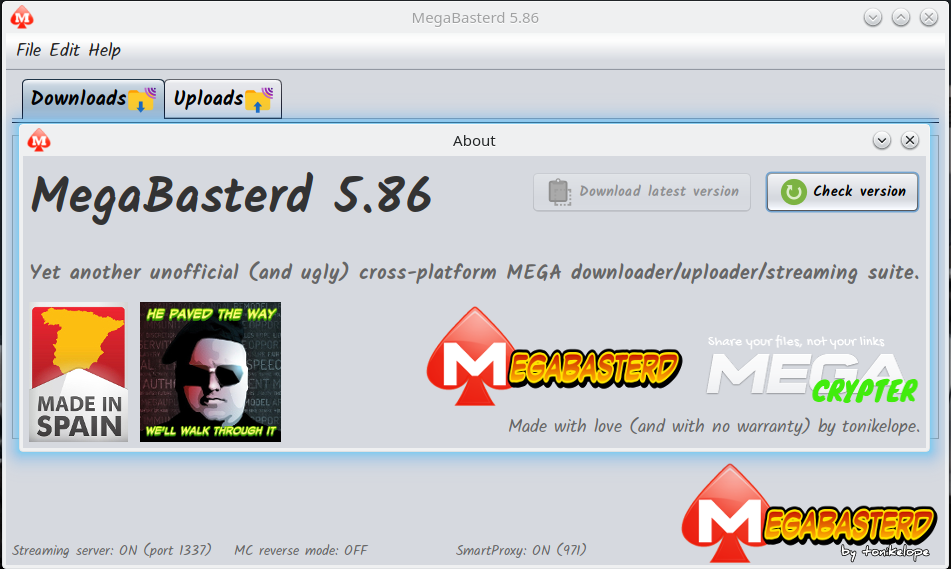 MegaBasterd 5.86
File Edit Help
Downloads
Uploads
About
MegaBasterd 5.86
Download latest version
Check version
Yet another unofficial (and ugly) cross-platform MEGA downloader/uploader/streaming suite.
MADE IN
SPAIN
HE PAVED THE WAY
WE'LL WALK THROUGH IT
M
MEGABASTERD
Share your files, not your links
MEGA
CRYPTER
Made with love (and with no warranty) by tonikelope.
M
MEGABASTERD
by tonikelope
Streaming server: ON (port 1337)
MC reverse mode: OFF
SmartProxy: ON (971)